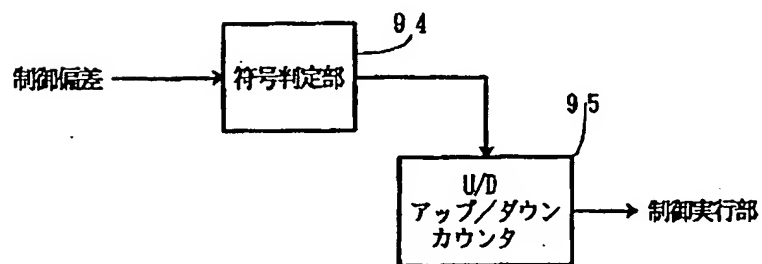 94
制御偏差
符号判定部
95
U/D
アップ/ダウン
カウンタ
制御実行部